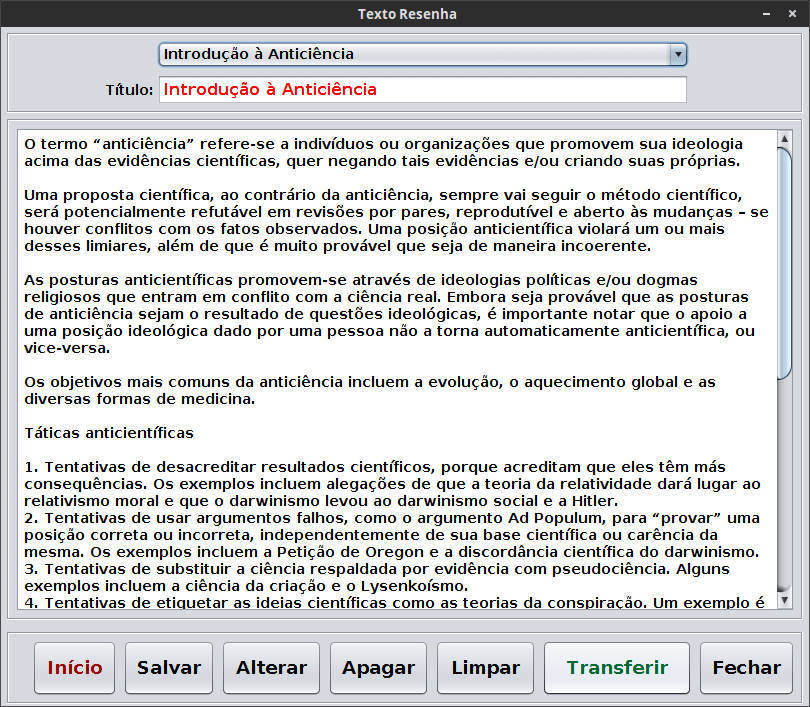 Texto Resenha
Introdução à Anticiência
Título: Introdução à Anticiência
O termo “anticiência” refere-se a indivíduos ou organizações que promovem sua ideologia
acima das evidências científicas, quer negando tais evidências e/ou criando suas próprias.
Uma proposta científica, ao contrário da anticiência, sempre vai seguir o método científico,
será potencialmente refutável em revisões por pares, reprodutível e aberto às mudanças – se
houver conflitos com os fatos observados. Uma posição anticientífica violará um ou mais
desses limiares, além de que é muito provável que seja de maneira incoerente.
As posturas anticientíficas promovem-se através de ideologias políticas e/ou dogmas
religiosos que entram em conflito com a ciência real. Embora seja provável que as posturas
de anticiência sejam o resultado de questões ideológicas, é importante notar que o apoio a
uma posição ideológica dado por uma pessoa não a torna automaticamente anticientífica, ou
vice-versa.
Os objetivos mais comuns da anticiência incluem a evolução, o aquecimento global e as
diversas formas de medicina.
Táticas anticientíficas
1. Tentativas de desacreditar resultados científicos, porque acreditam que eles têm más
consequências. Os exemplos incluem alegações de que a teoria da relatividade dará lugar ao
relativismo moral e que o darwinismo levou ao darwinismo social e a Hitler.
2. Tentativas de usar argumentos falhos, como o argumento Ad Populum, para “provar” uma
posição correta ou incorreta, independentemente de sua base científica ou carência da
mesma. Os exemplos incluem a Petição de Oregon e a discordância científica do darwinismo.
3. Tentativas de substituir a ciência respaldada por evidência com pseudociência. Alguns
exemplos incluem a ciência da criação e o Lysenkoísmo.
4. Tentativas de etiquetar as ideias científicas como as teorias da conspiração. Um exemplo é
Início Salvar Alterar Apagar Limpar Transferir Fechar